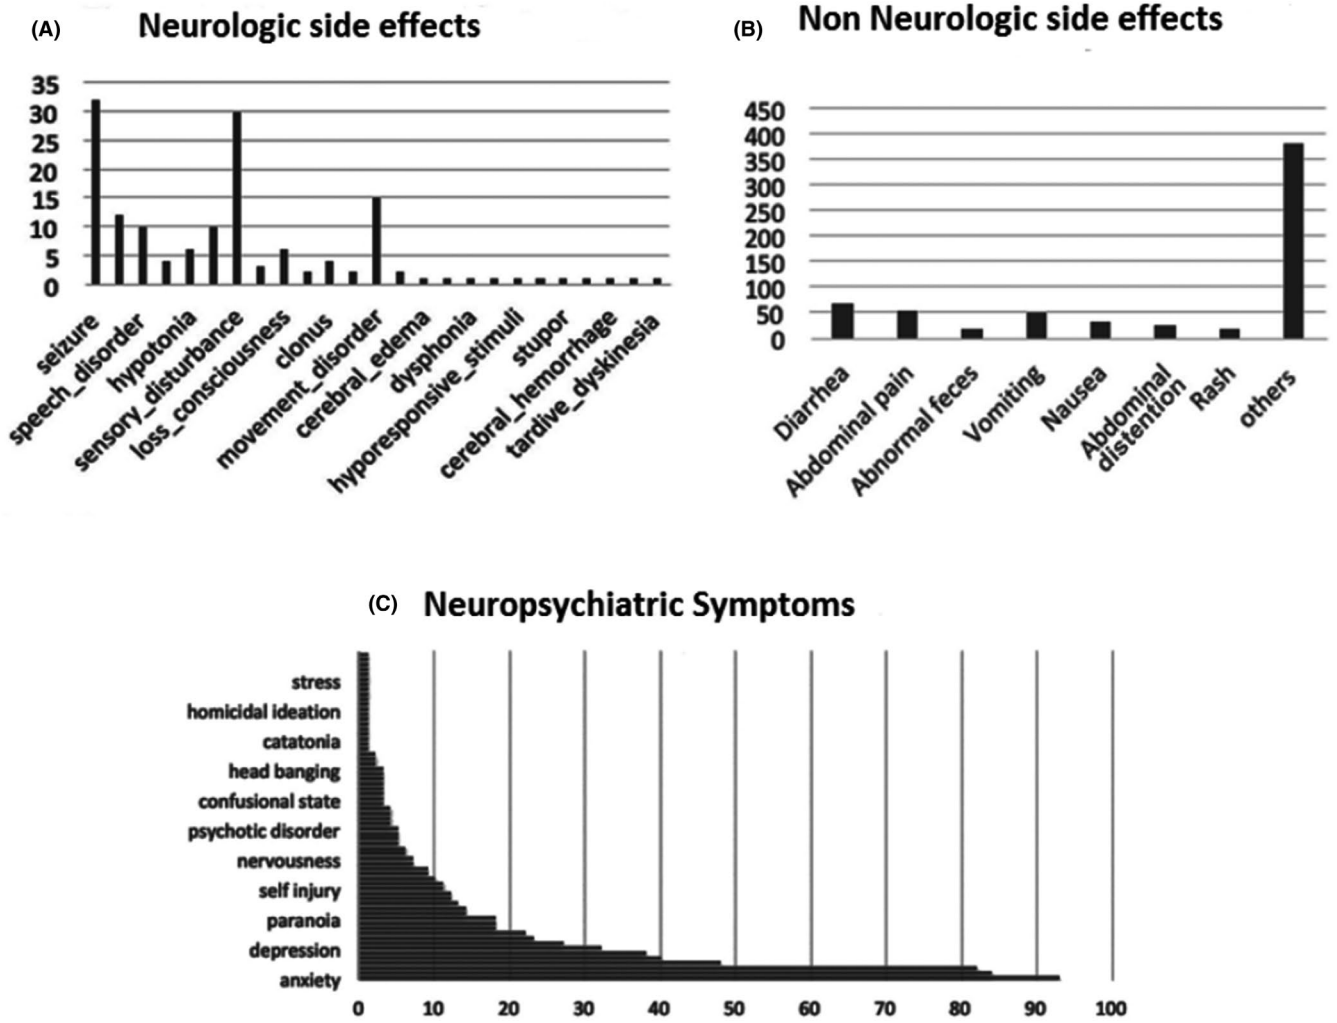 (A) Neurologic side effects
35
30
25
20
15
10
5
0
seizure
speech_disorder
hypotonia
sensory_disturbance
loss_consciousness
clonus
movement_disorder
cerebral_edema
dysphonia
hyporesponsive_stimuli
stupor
cerebral_hemorrhage
tardive_dyskinesia
(B) Non Neurologic side effects
450
400
350
300
250
200
150
100
50
0
Diarrhea
Abdominal pain
Abnormal feces
Vomiting
Nausea
Abdominal
distention
Rash
others
(C) Neuropsychiatric Symptoms
stress
homicidal ideation
catatonia
head banging
confusional state
psychotic disorder
nervousness
self injury
paranoia
depression
anxiety
0 10 20 30 40 50 60 70 80 90 100